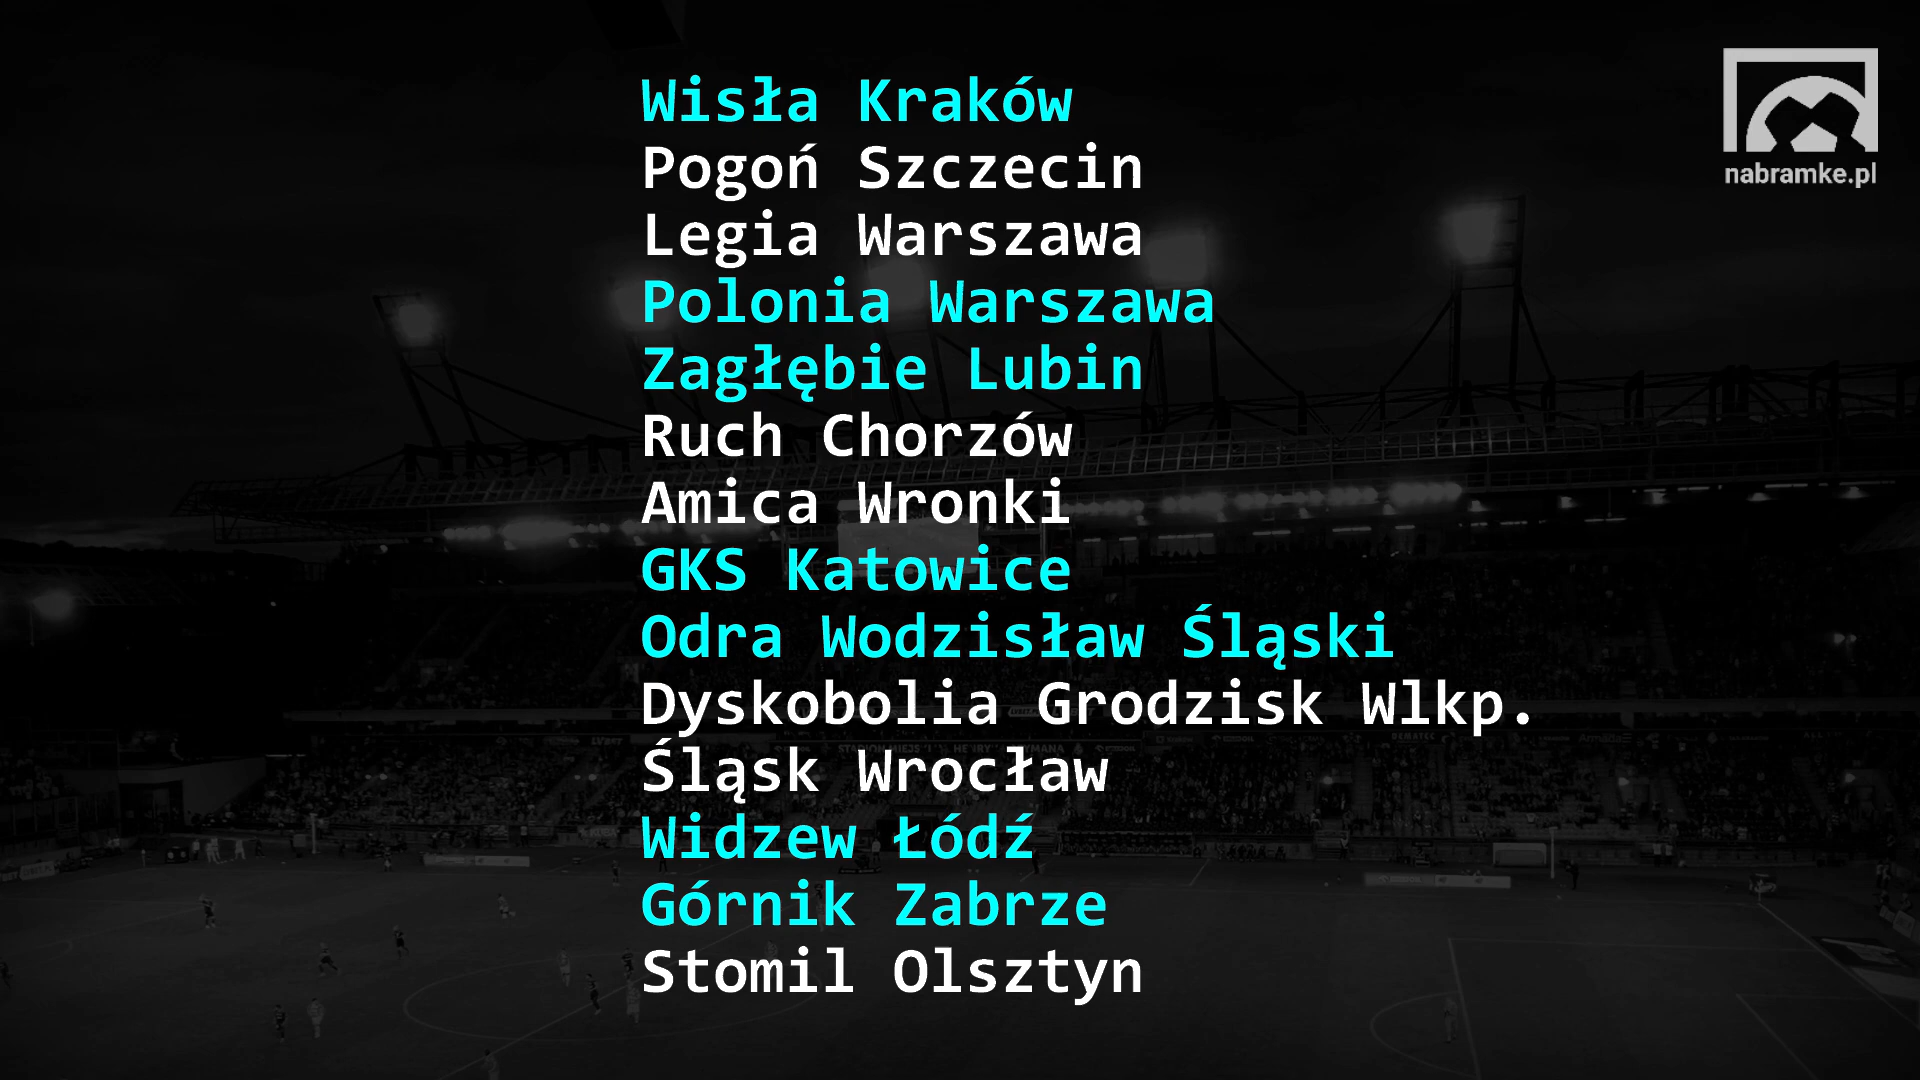 Wisła Kraków
Pogoń Szczecin
Legia Warszawa
Polonia Warszawa
Zagłębie Lubin
Ruch Chorzów
Amica Wronki
GKS Katowice
Odra Wodzisław Śląski
Dyskobolia Grodzisk Wlkp.
Śląsk Wrocław
Widzew Łódź
Górnik Zabrze
Stomil Olsztyn
nabramke.pl